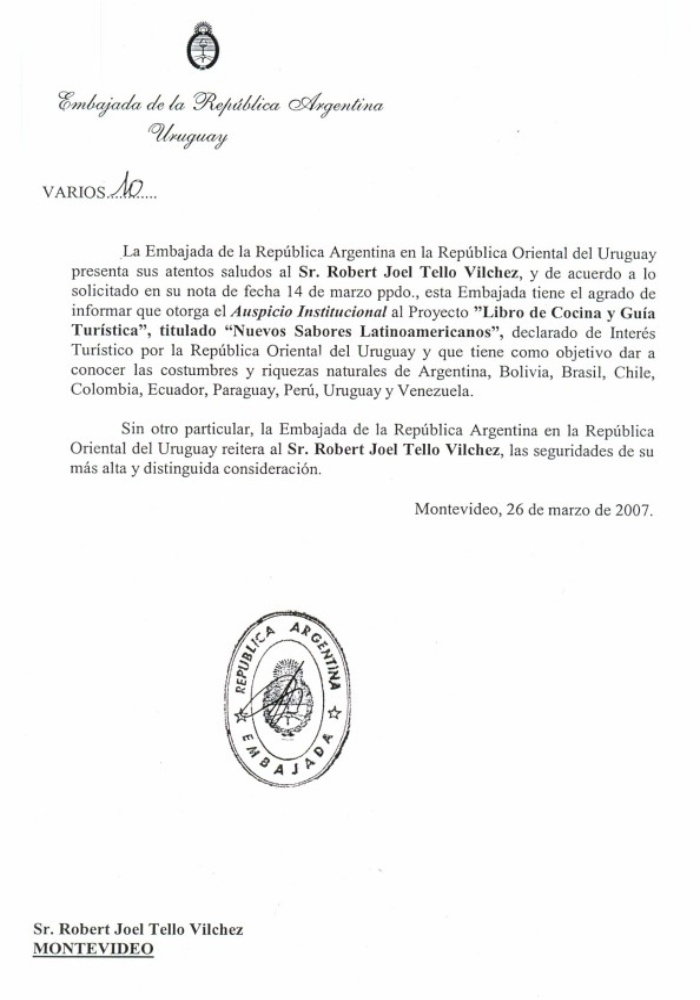 Embajada de la República Argentina
Uruguay
VARIOS..10.....
La Embajada de la República Argentina en la República Oriental del Uruguay
presenta sus atentos saludos al Sr. Robert Joel Tello Vilchez, y de acuerdo a lo
solicitado en su nota de fecha 14 de marzo ppdo., esta Embajada tiene el agrado de
informar que otorga el Auspicio Institucional al Proyecto ”Libro de Cocina y Guía
Turística”, titulado “Nuevos Sabores Latinoamericanos”, declarado de Interés
Turístico por la República Oriental del Uruguay y que tiene como objetivo dar a
conocer las costumbres y riquezas naturales de Argentina, Bolivia, Brasil, Chile,
Colombia, Ecuador, Paraguay, Perú, Uruguay y Venezuela.
Sin otro particular, la Embajada de la República Argentina en la República
Oriental del Uruguay reitera al Sr. Robert Joel Tello Vilchez, las seguridades de su
más alta y distinguida consideración.
Montevideo, 26 de marzo de 2007.
REPUBLICA ARGENTINA
EMBAJADA
Sr. Robert Joel Tello Vilchez
MONTEVIDEO